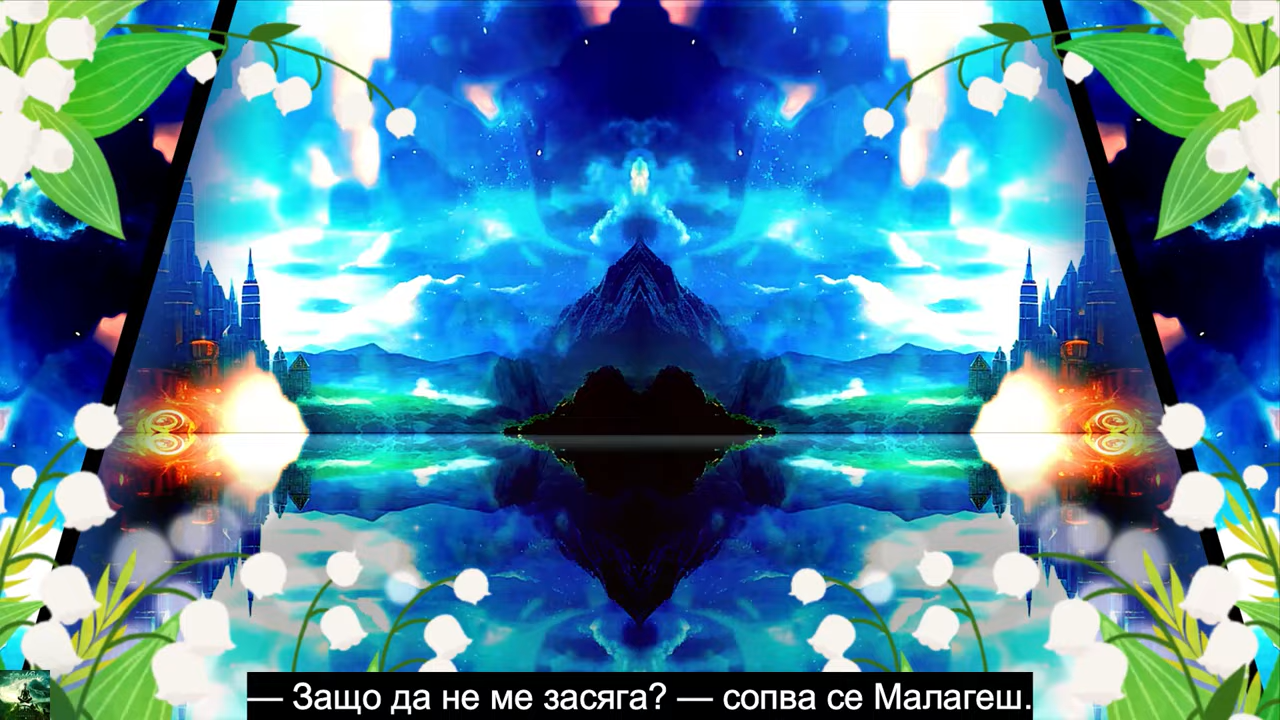 — Защо да не ме засяга? — сопва се Малагеш.